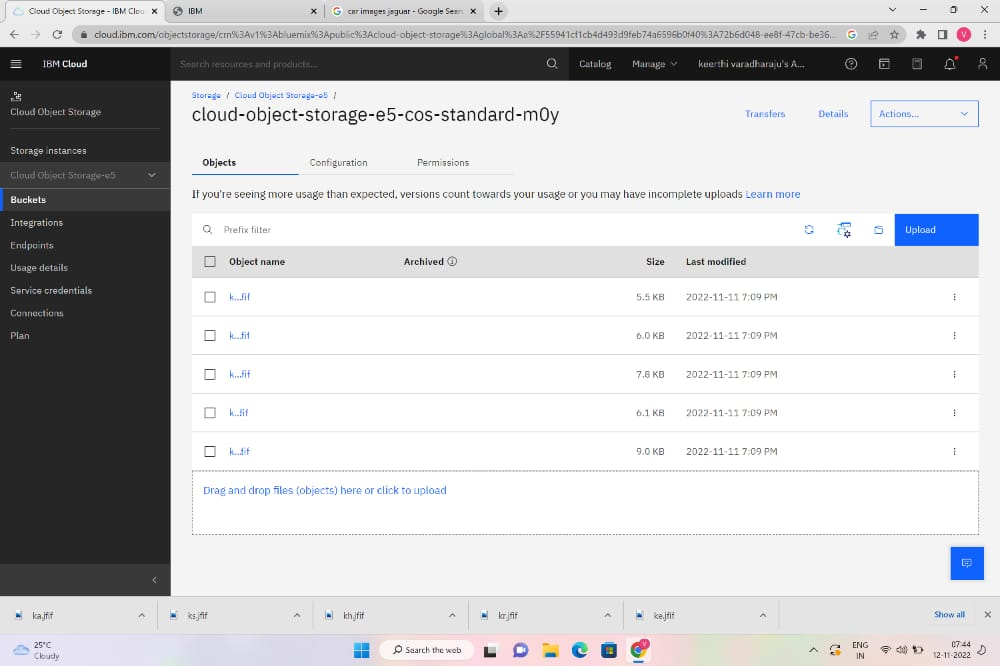 Cloud Object Storage - IBM Clou
IBM
car images jaguar - Google Sear
cloud.ibm.com/objectstorage/crn%3Av1%3Abluemix%3Apublic%3Acloud-object-storage%3Aglobal%3Aa%2F55941cf1cb4d493d9feb74a6596b0f40%3A72b6d048-ee8f-47cb-be36...
V
IBM Cloud
Search resources and products...
Catalog
Manage
keerthi varadharaju's A...
Cloud Object Storage
Storage instances
Cloud Object Storage-e5
Buckets
Integrations
Endpoints
Usage details
Service credentials
Connections
Plan
Storage / Cloud Object Storage-e5 /
cloud-object-storage-e5-cos-standard-m0y
Transfers
Details
Actions...
Objects
Configuration
Permissions
If you're seeing more usage than expected, versions count towards your usage or you may have incomplete uploads Learn more
Prefix filter
Upload
Object name Archived Size Last modified
k...fif 5.5 KB 2022-11-11 7:09 PM
k...fif 6.0 KB 2022-11-11 7:09 PM
k...fif 7.8 KB 2022-11-11 7:09 PM
k..fif 6.1 KB 2022-11-11 7:09 PM
k...fif 9.0 KB 2022-11-11 7:09 PM
Drag and drop files (objects) here or click to upload
ka.jfif
ks.jfif
kh.jfif
kr.jfif
ke.jfif
Show all
25°C
Cloudy
Search the web
ENG
IN
07:44
12-11-2022